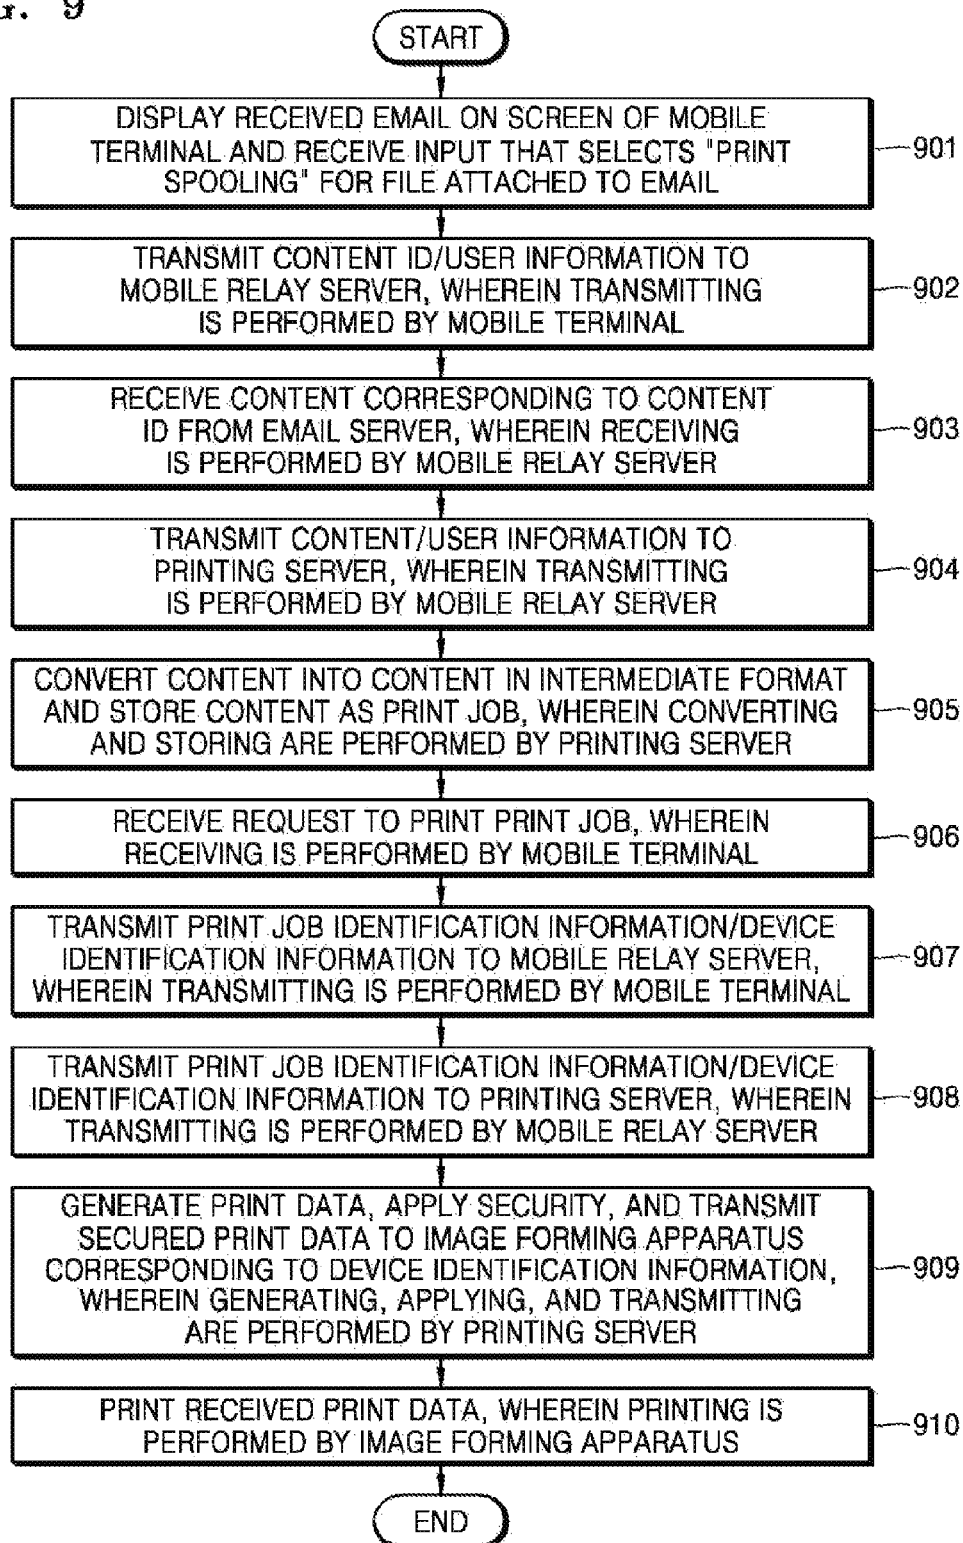 G. 9
START
DISPLAY RECEIVED EMAIL ON SCREEN OF MOBILE
TERMINAL AND RECEIVE INPUT THAT SELECTS "PRINT
SPOOLING" FOR FILE ATTACHED TO EMAIL
901
TRANSMIT CONTENT ID/USER INFORMATION TO
MOBILE RELAY SERVER, WHEREIN TRANSMITTING
IS PERFORMED BY MOBILE TERMINAL
902
RECEIVE CONTENT CORRESPONDING TO CONTENT
ID FROM EMAIL SERVER, WHEREIN RECEIVING
IS PERFORMED BY MOBILE RELAY SERVER
903
TRANSMIT CONTENT/USER INFORMATION TO
PRINTING SERVER, WHEREIN TRANSMITTING
IS PERFORMED BY MOBILE RELAY SERVER
904
CONVERT CONTENT INTO CONTENT IN INTERMEDIATE FORMAT
AND STORE CONTENT AS PRINT JOB, WHEREIN CONVERTING
AND STORING ARE PERFORMED BY PRINTING SERVER
905
RECEIVE REQUEST TO PRINT PRINT JOB, WHEREIN
RECEIVING IS PERFORMED BY MOBILE TERMINAL
906
TRANSMIT PRINT JOB IDENTIFICATION INFORMATION/DEVICE
IDENTIFICATION INFORMATION TO MOBILE RELAY SERVER,
WHEREIN TRANSMITTING IS PERFORMED BY MOBILE TERMINAL
907
TRANSMIT PRINT JOB IDENTIFICATION INFORMATION/DEVICE
IDENTIFICATION INFORMATION TO PRINTING SERVER, WHEREIN
TRANSMITTING IS PERFORMED BY MOBILE RELAY SERVER
908
GENERATE PRINT DATA, APPLY SECURITY, AND TRANSMIT
SECURED PRINT DATA TO IMAGE FORMING APPARATUS
CORRESPONDING TO DEVICE IDENTIFICATION INFORMATION,
WHEREIN GENERATING, APPLYING, AND TRANSMITTING
ARE PERFORMED BY PRINTING SERVER
909
PRINT RECEIVED PRINT DATA, WHEREIN PRINTING IS
PERFORMED BY IMAGE FORMING APPARATUS
910
END